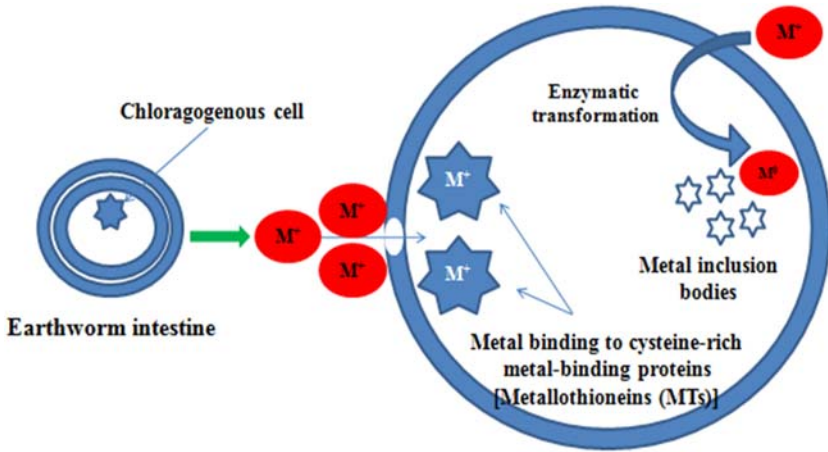 M⁺
Enzymatic
transformation
Chloragogenous cell
M⁺
M⁺
M⁺
M⁺
M⁺
M⁰
Metal inclusion
bodies
Earthworm intestine
Metal binding to cysteine-rich
metal-binding proteins
[Metallothioneins (MTs)]